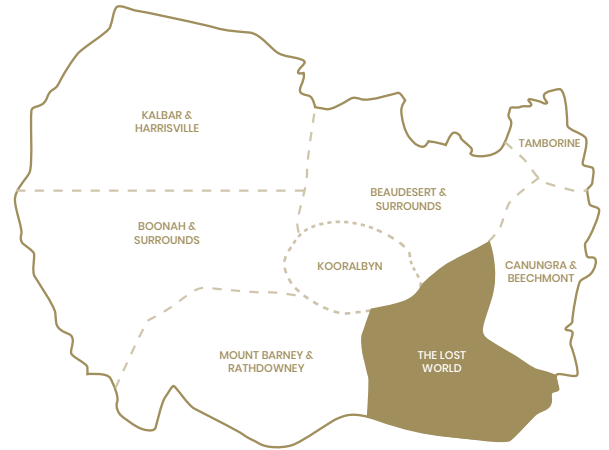 KALBAR &
HARRISVILLE
TAMBORINE
BEAUDESERT &
SURROUNDS
BOONAH &
SURROUNDS
KOORALBYN
CANUNGRA &
BEECHMONT
MOUNT BARNEY &
RATHDOWNEY
THE LOST
WORLD